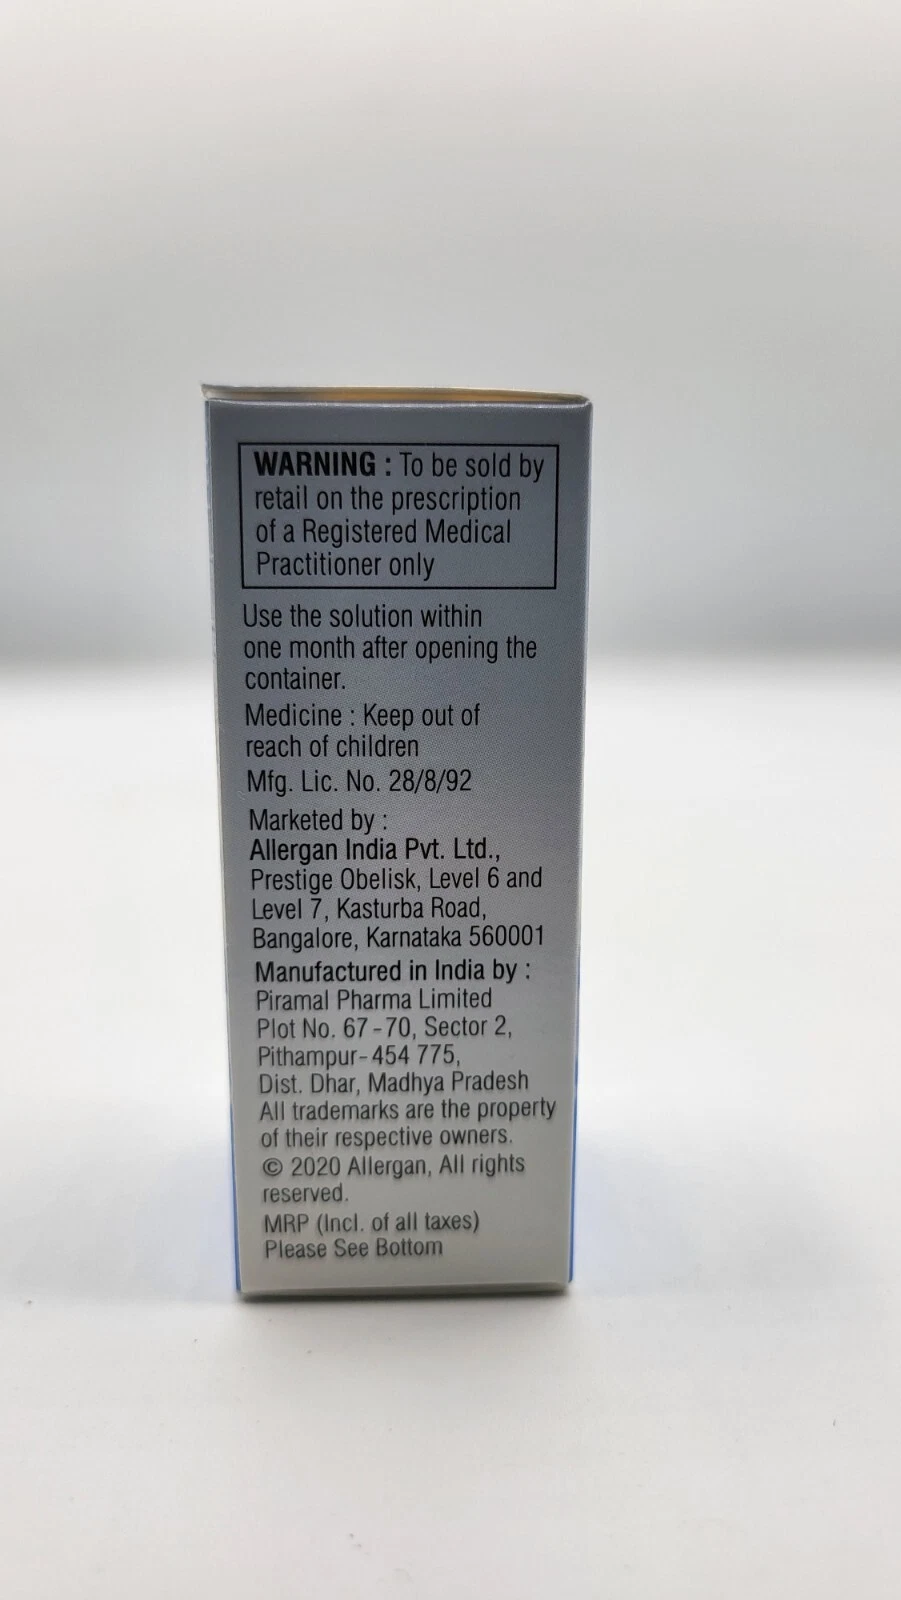 WARNING : To be sold by
retail on the prescription
of a Registered Medical
Practitioner only
Use the solution within
one month after opening the
container.
Medicine : Keep out of
reach of children
Mfg. Lic. No. 28/8/92
Marketed by :
Allergan India Pvt. Ltd.,
Prestige Obelisk, Level 6 and
Level 7, Kasturba Road,
Bangalore, Karnataka 560001
Manufactured in India by :
Piramal Pharma Limited
Plot No. 67-70, Sector 2,
Pithampur-454 775,
Dist. Dhar, Madhya Pradesh
All trademarks are the property
of their respective owners.
© 2020 Allergan, All rights
reserved.
MRP (Incl. of all taxes)
Please See Bottom